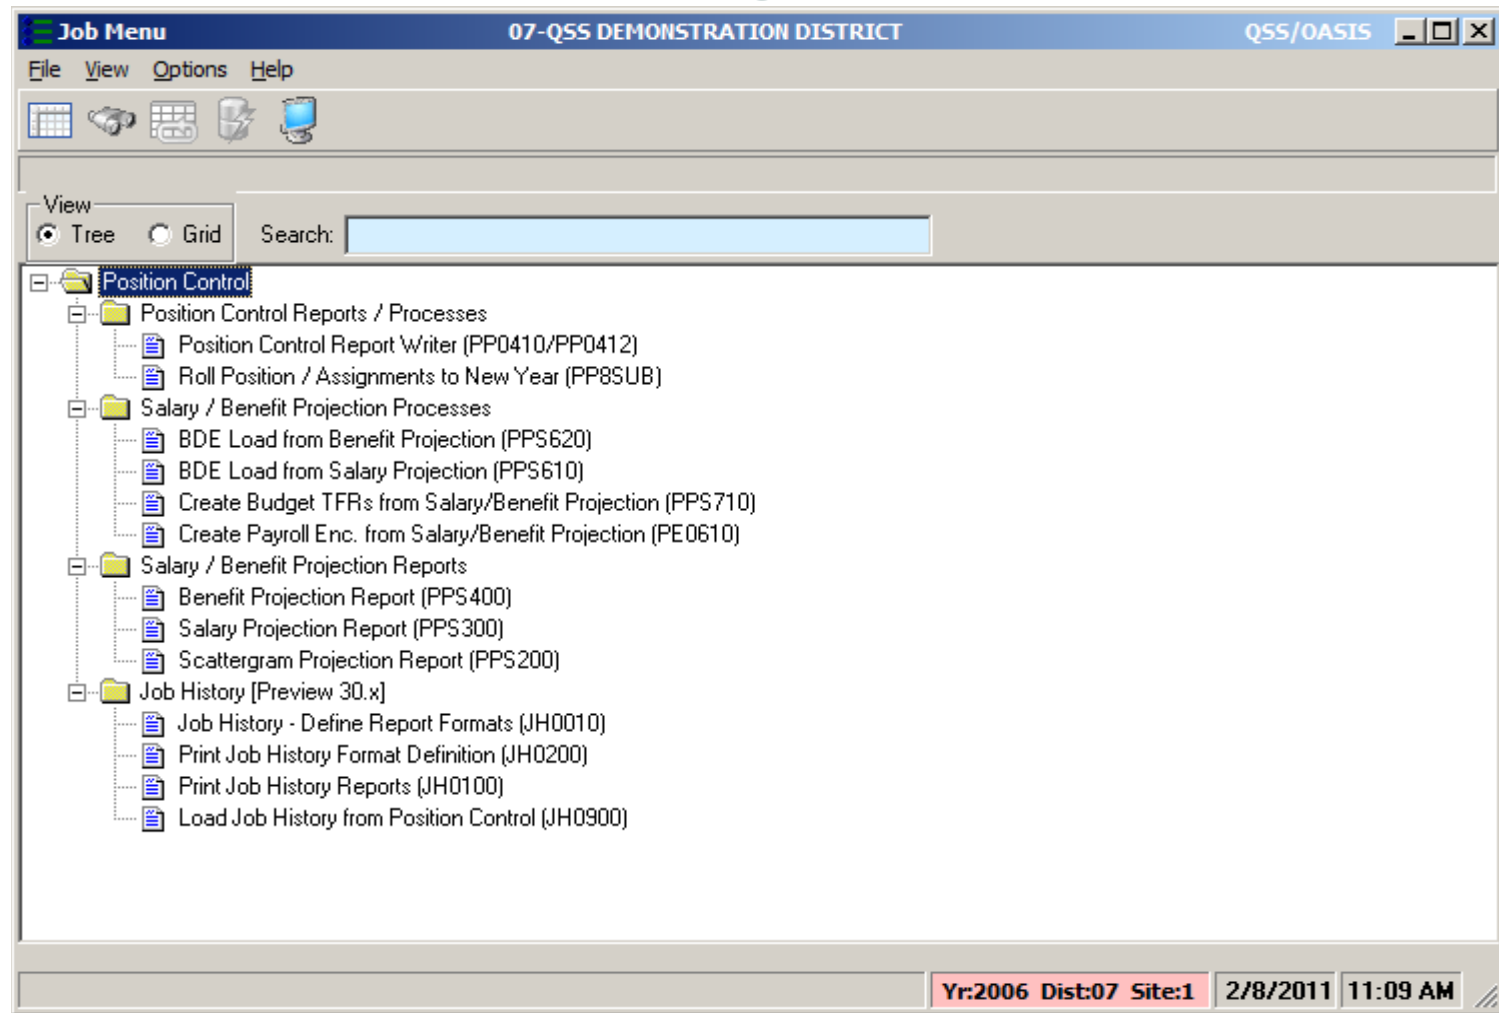 Job Menu 07-QSS DEMONSTRATION DISTRICT QSS/OASIS
File View Options Help
View
Tree Grid Search:
Position Control
Position Control Reports / Processes
Position Control Report Writer (PP0410/PP0412)
Roll Position / Assignments to New Year (PP8SUB)
Salary / Benefit Projection Processes
BDE Load from Benefit Projection (PPS620)
BDE Load from Salary Projection (PPS610)
Create Budget TFRs from Salary/Benefit Projection (PPS710)
Create Payroll Enc. from Salary/Benefit Projection (PE0610)
Salary / Benefit Projection Reports
Benefit Projection Report (PPS400)
Salary Projection Report (PPS300)
Scattergram Projection Report (PPS200)
Job History [Preview 30.x]
Job History - Define Report Formats (JH0010)
Print Job History Format Definition (JH0200)
Print Job History Reports (JH0100)
Load Job History from Position Control (JH0900)
Yr:2006 Dist:07 Site:1 2/8/2011 11:09 AM